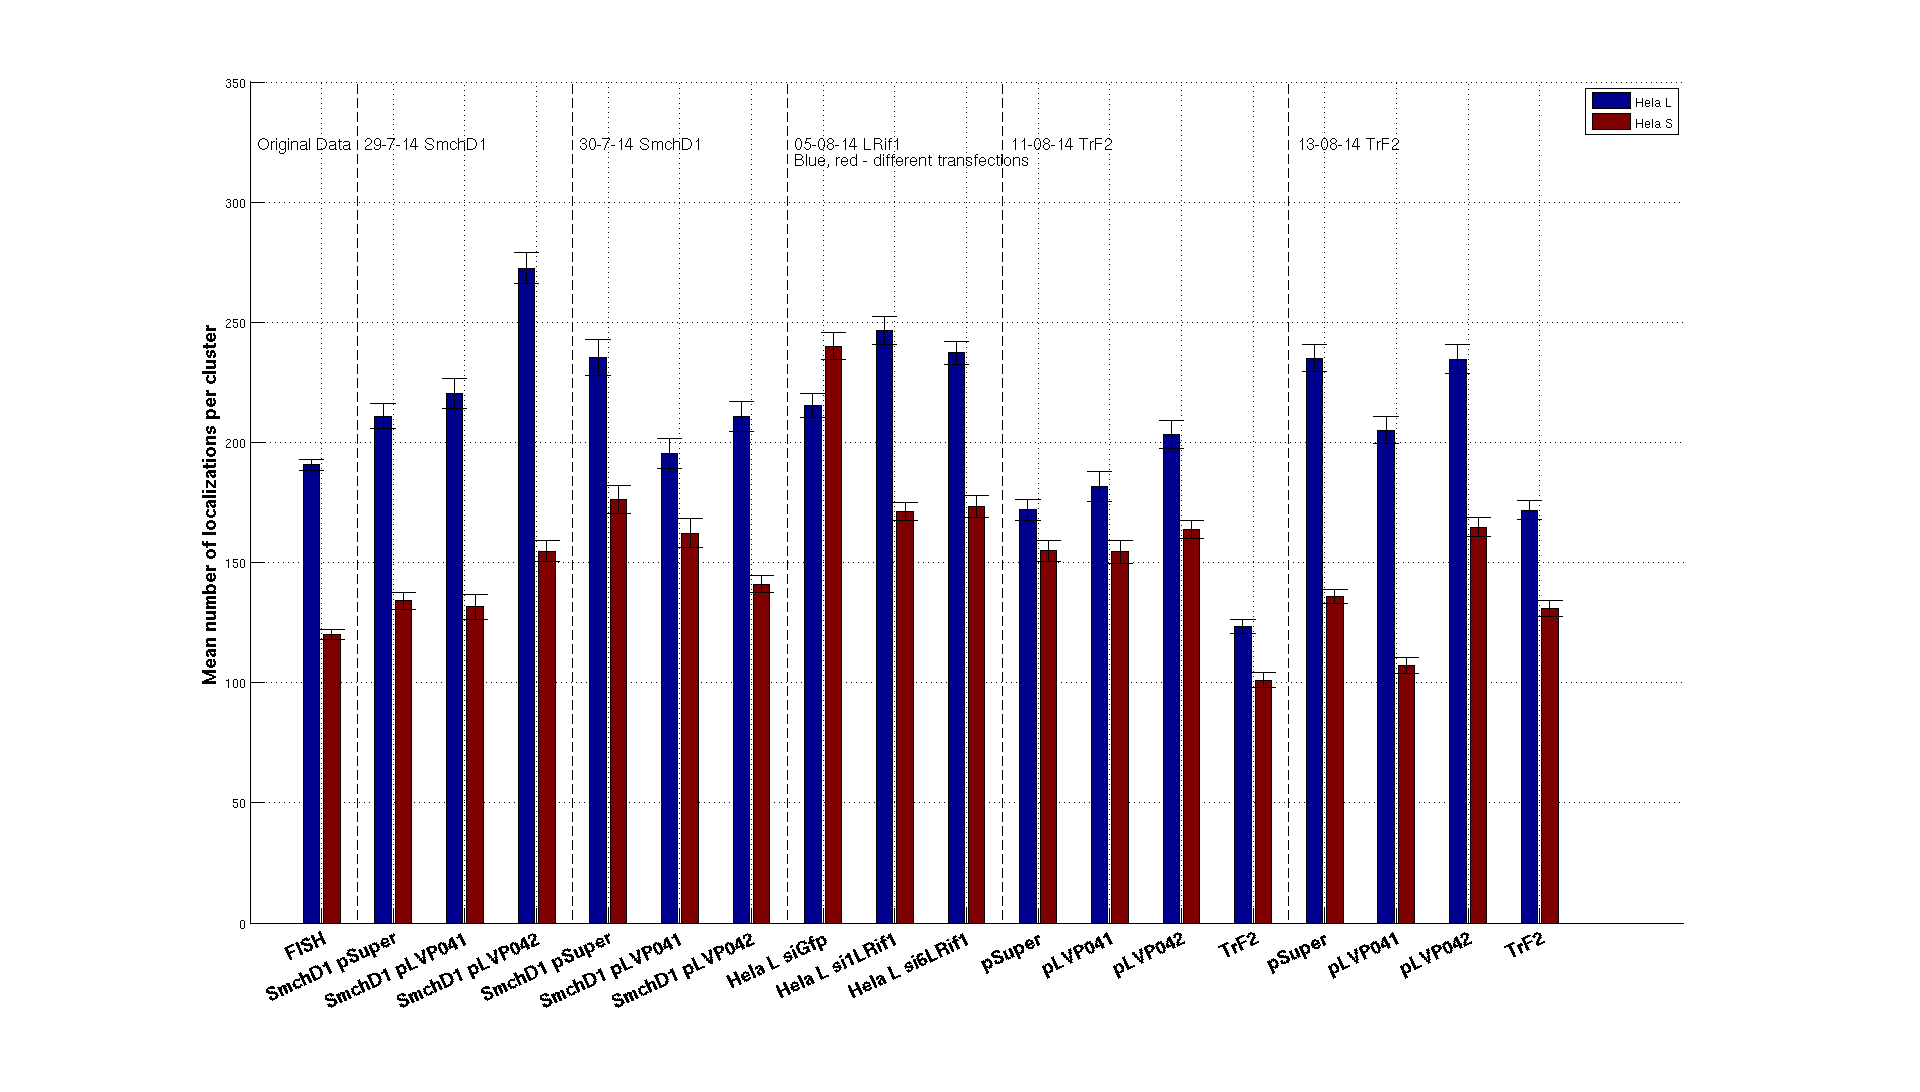 350
300
250
200
150
100
50
0
Mean number of localizations per cluster
Original Data
29-7-14 SmchD1
30-7-14 SmchD1
05-08-14 LRif1
Blue, red - different transfections
11-08-14 TrF2
13-08-14 TrF2
Hela L
Hela S
FISH
SmchD1 pSuper
SmchD1 pLVP041
SmchD1 pLVP042
SmchD1 pSuper
SmchD1 pLVP041
SmchD1 pLVP042
Hela L siGfp
Hela L si1LRif1
Hela L si6LRif1
pSuper
pLVP041
pLVP042
TrF2
pSuper
pLVP041
pLVP042
TrF2